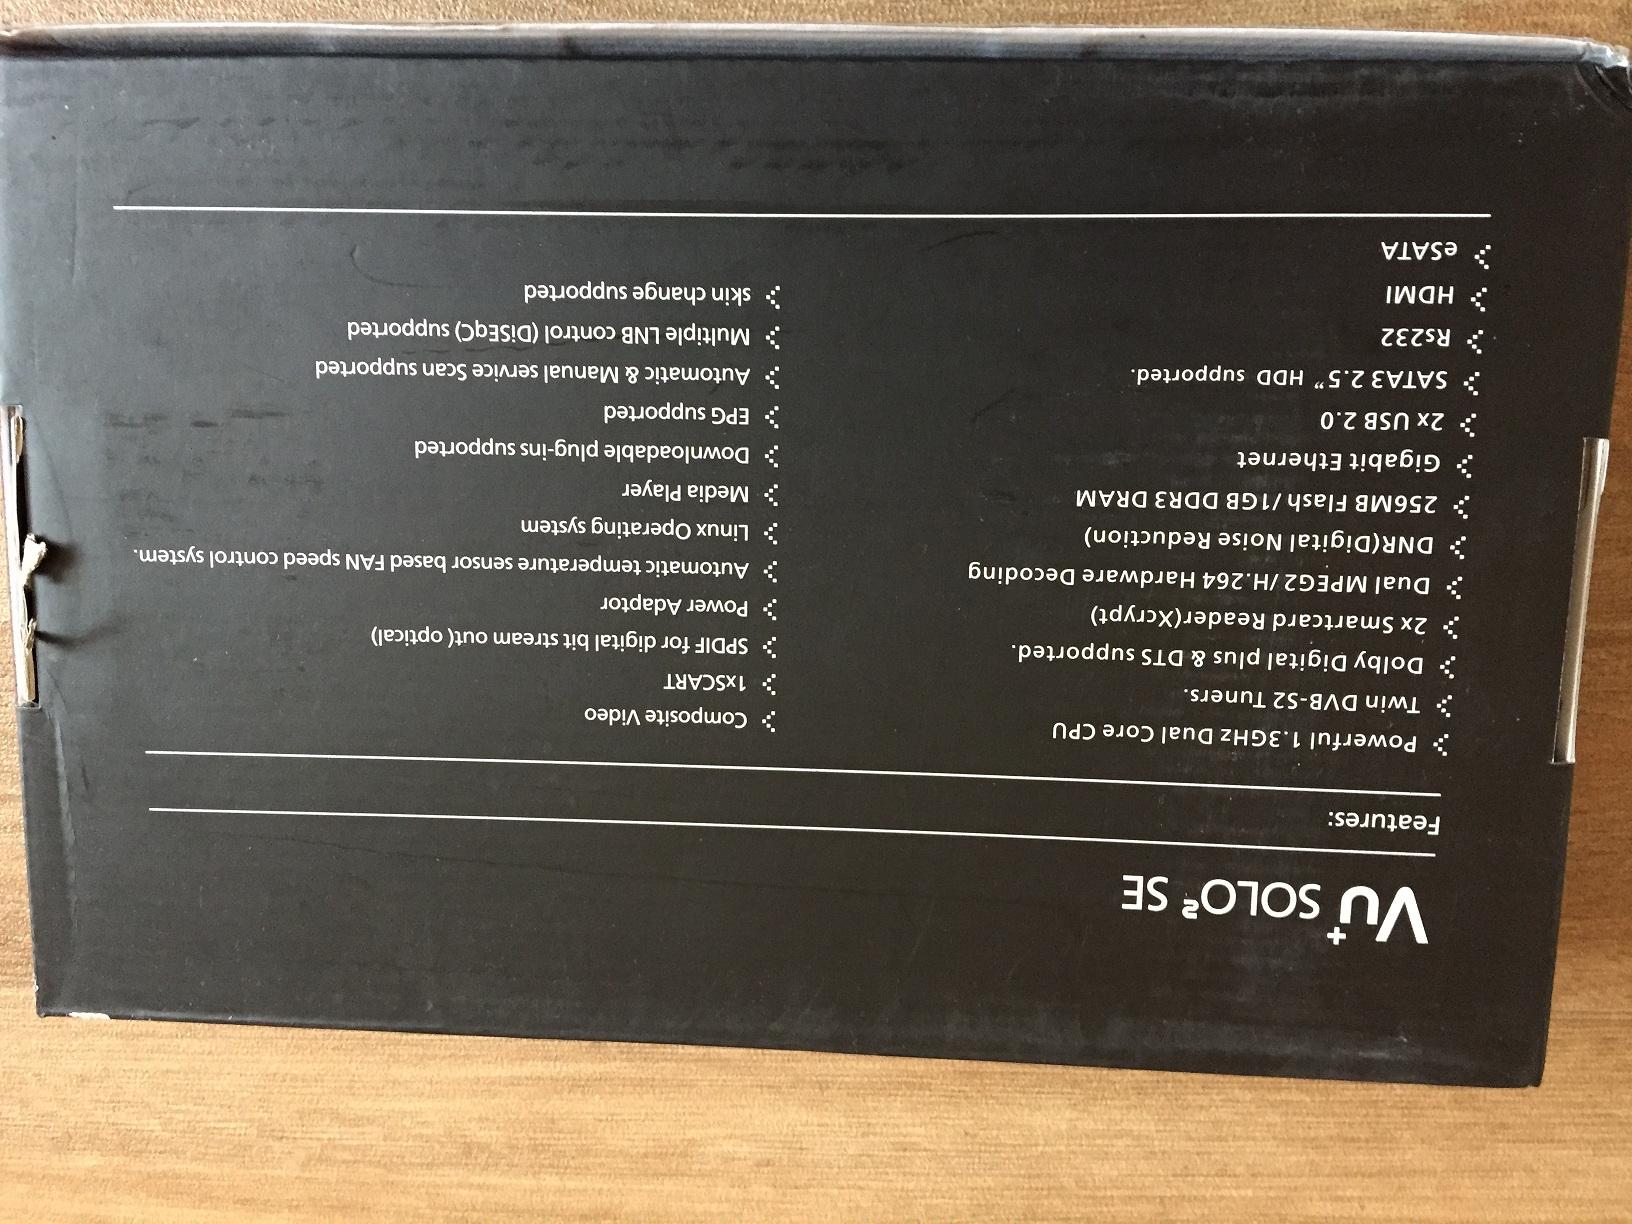 Vu+ SOLO² SE
Features:
Powerful 1.3GHz Dual Core CPU
Twin DVB-S2 Tuners.
Dolby Digital plus & DTS supported.
2x Smartcard Reader(Xcrypt)
Dual MPEG2 /H.264 Hardware Decoding
DNR(Digital Noise Reduction)
256MB Flash /1GB DDR3 DRAM
Gigabit Ethernet
2x USB 2.0
SATA3 2.5” HDD supported.
Rs232
HDMI
eSATA
Composite Video
1xSCART
SPDIF for digital bit stream out( optical)
Power Adaptor
Automatic temperature sensor based FAN speed control system.
Linux Operating system
Media Player
Downloadable plug-ins supported
EPG supported
Automatic & Manual service Scan supported
Multiple LNB control (DiSEqC) supported
skin change supported